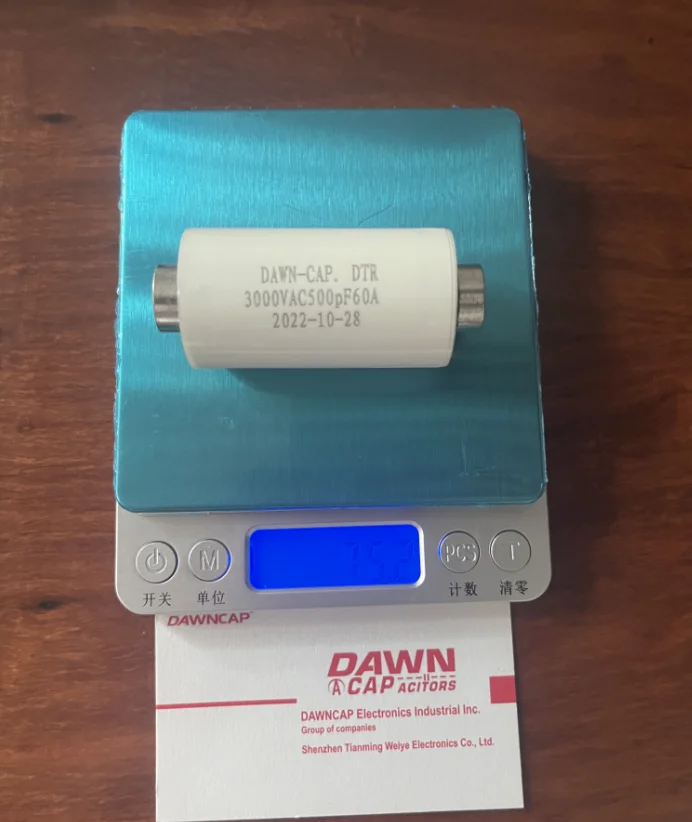 DAWN-CAP. DTR
3000VAC500pF60A
2022-10-28
M
PCS
T
开关
单位
计数
清零
DAWNCAP
DAWN
CAP ACITORS
DAWNCAP Electronics Industrial Inc.
Group of companies
Shenzhen Tianming Weiye Electronics Co., Ltd.